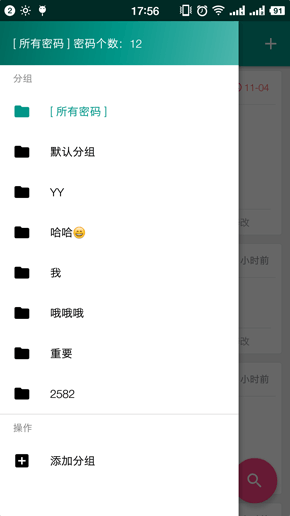 2 17:56 91
[ 所有密码 ] 密码个数：12
分组
[ 所有密码 ]
11-04
默认分组
YY
改
哈哈😄
小时前
我
哦哦哦
改
重要
小时前
2582
操作
添加分组